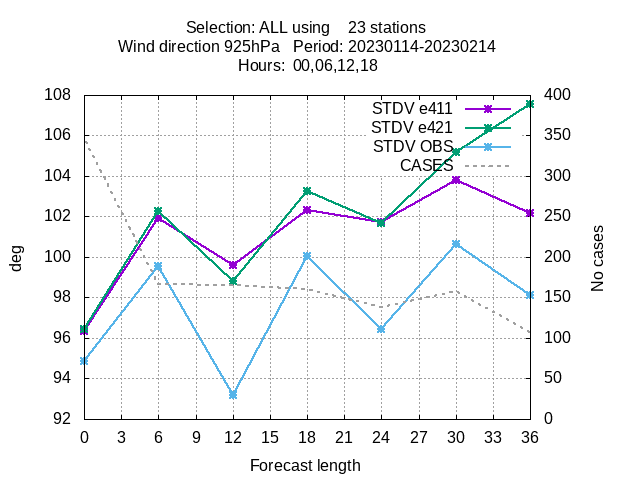 Selection: ALL using 23 stations
Wind direction 925hPa Period: 20230114-20230214
Hours: 00,06,12,18
108 400
STDV e411
STDV e421
106 350
STDV OBS
CASES
104 300
102 250
100 200
98 150
96 100
94 50
92 0
deg
No cases
0 3 6 9 12 15 18 21 24 27 30 33 36
Forecast length